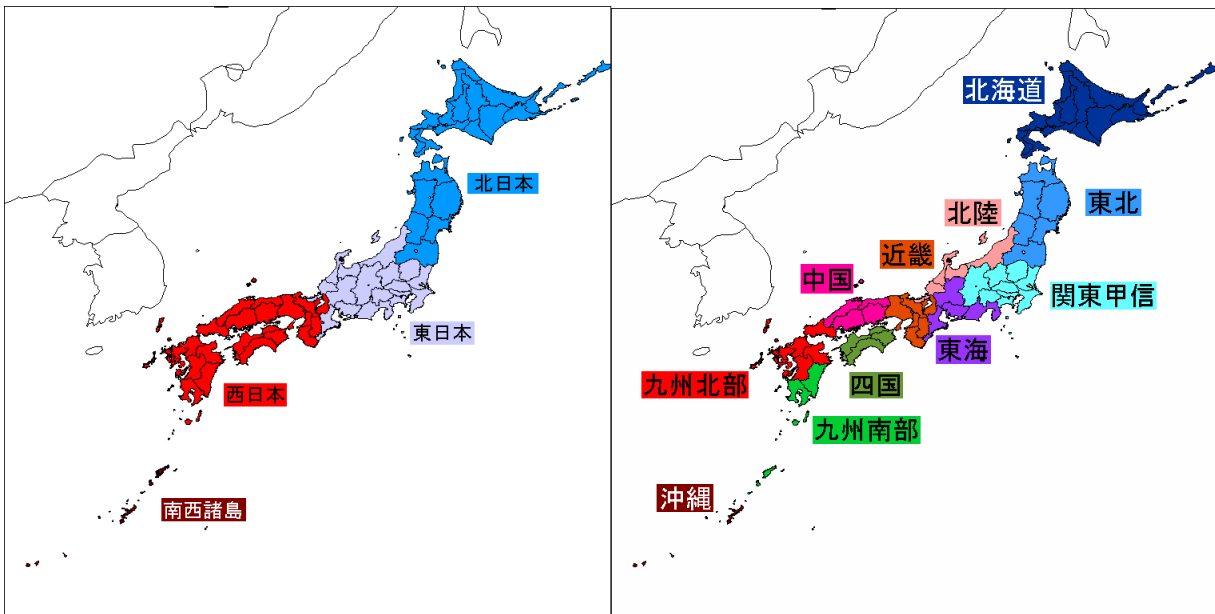 北日本
東日本
西日本
南西諸島
北海道
東北
北陸
近畿
中国
関東甲信
東海
九州北部
四国
九州南部
沖縄